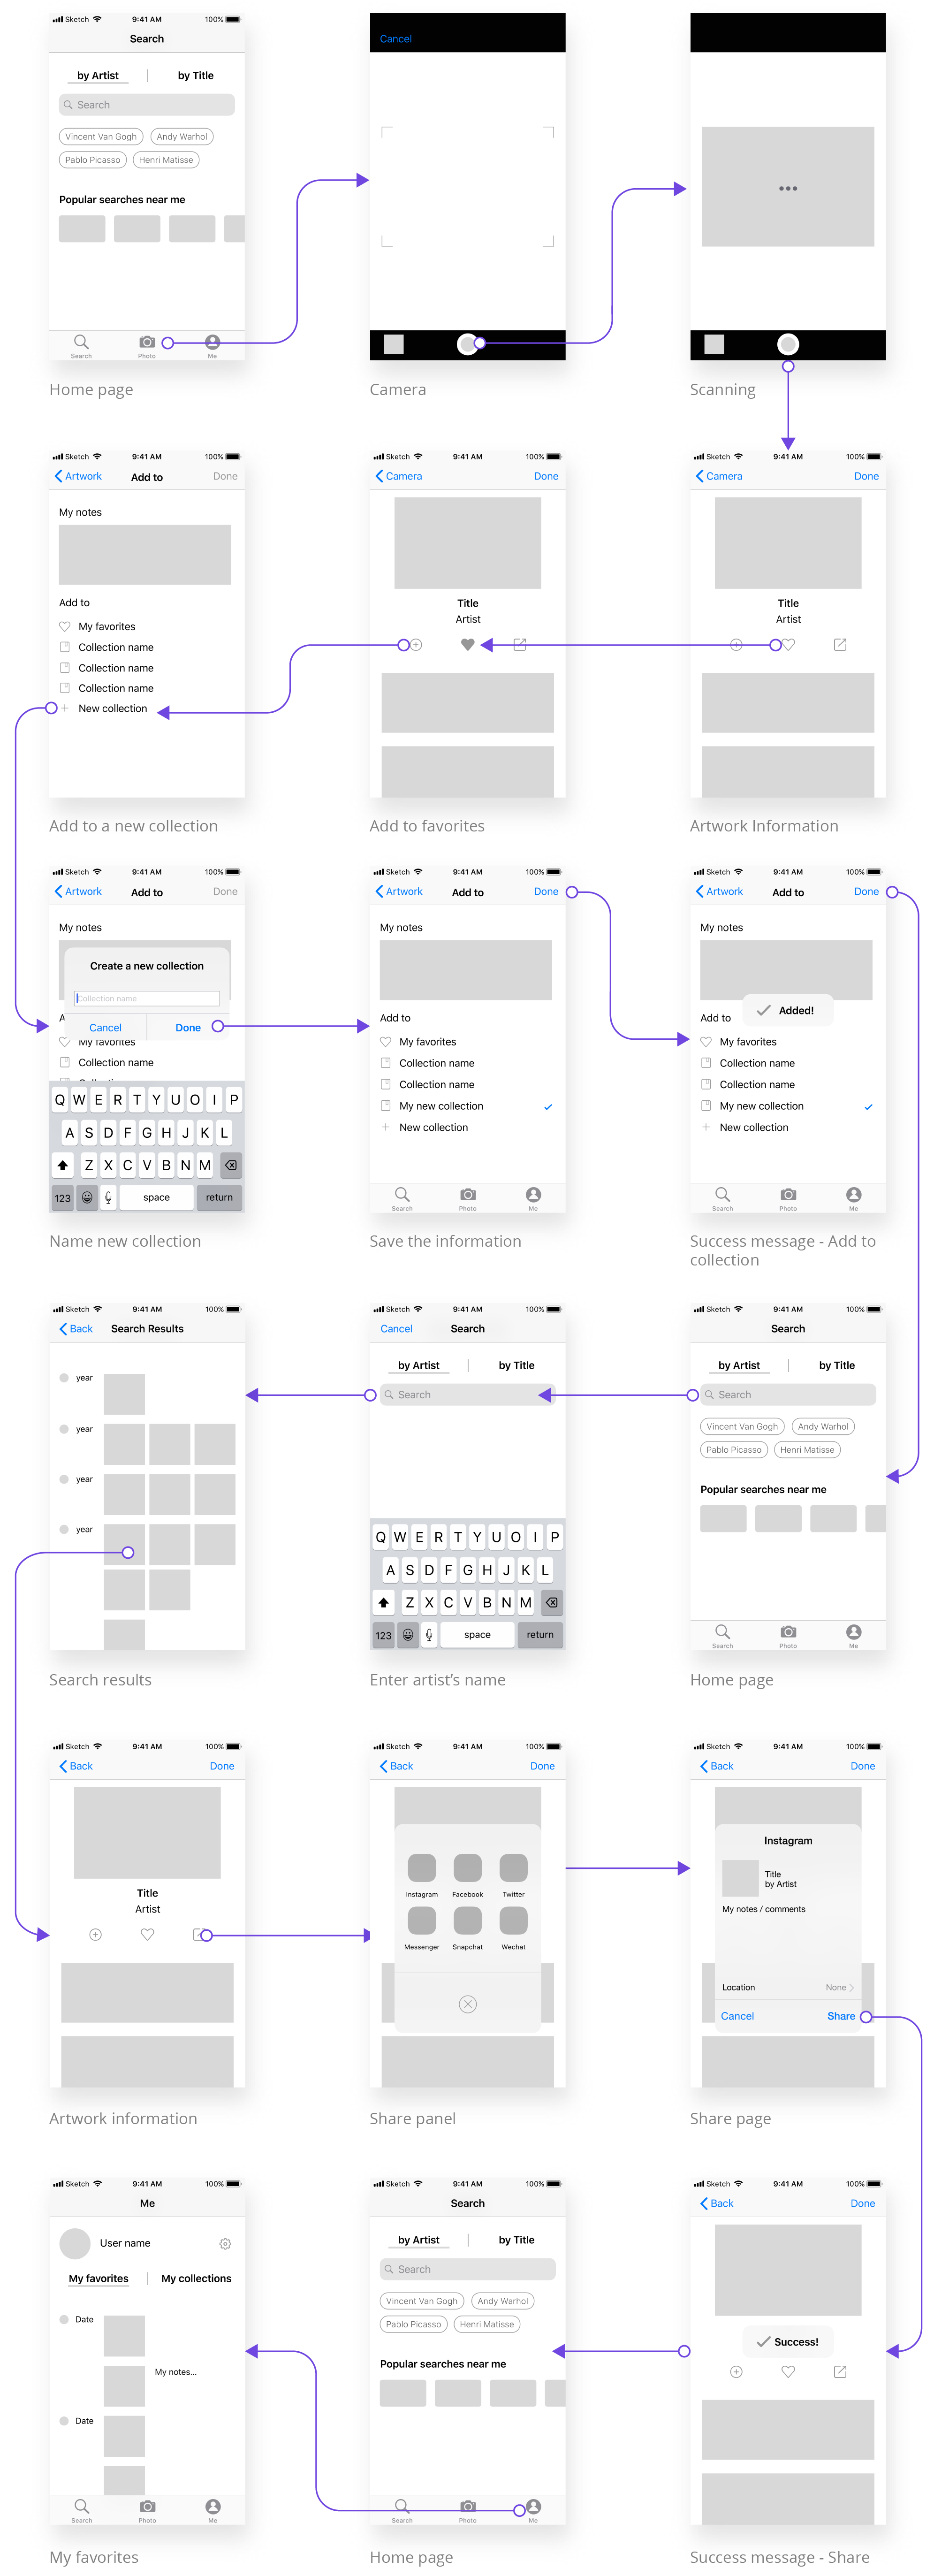 Sketch 9:41 AM 100%
Search
by Artist by Title
Search
Vincent Van Gogh Andy Warhol
Pablo Picasso Henri Matisse
Popular searches near me
Search Photo Me
Home page
Cancel
Camera
Scanning
Sketch 9:41 AM 100%
Artwork Add to Done
My notes
Add to
My favorites
Collection name
Collection name
Collection name
New collection
Add to a new collection
Sketch 9:41 AM 100%
Camera Done
Title
Artist
Add to favorites
Sketch 9:41 AM 100%
Camera Done
Title
Artist
Artwork Information
Sketch 9:41 AM 100%
Artwork Add to Done
My notes
Create a new collection
Collection name
A
Cancel Done
My favorites
Collection name
Q W E R T Y U O I P
A S D F G H J K L
Z X C V B N M
123 space return
Name new collection
Sketch 9:41 AM 100%
Artwork Add to Done
My notes
Add to
My favorites
Collection name
Collection name
My new collection
New collection
Search Photo Me
Save the information
Sketch 9:41 AM 100%
Artwork Add to Done
My notes
Added!
Add to
My favorites
Collection name
Collection name
My new collection
New collection
Search Photo Me
Success message - Add to
collection
Sketch 9:41 AM 100%
Back Search Results
year
year
year
year
Search results
Sketch 9:41 AM 100%
Cancel Search
by Artist by Title
Search
Q W E R T Y U O I P
A S D F G H J K L
Z X C V B N M
123 space return
Enter artist's name
Sketch 9:41 AM 100%
Search
by Artist by Title
Search
Vincent Van Gogh Andy Warhol
Pablo Picasso Henri Matisse
Popular searches near me
Search Photo Me
Home page
Sketch 9:41 AM 100%
Back Done
Title
Artist
Artwork information
Sketch 9:41 AM 100%
Back Done
Instagram Facebook Twitter
Messenger Snapchat Wechat
Share panel
Sketch 9:41 AM 100%
Back Done
Instagram
Title
by Artist
My notes / comments
Location None
Cancel Share
Share page
Sketch 9:41 AM 100%
Me
User name
My favorites My collections
Date
My notes...
Date
Search Photo Me
My favorites
Sketch 9:41 AM 100%
Search
by Artist by Title
Search
Vincent Van Gogh Andy Warhol
Pablo Picasso Henri Matisse
Popular searches near me
Search Photo Me
Home page
Sketch 9:41 AM 100%
Back Done
Success!
Success message - Share